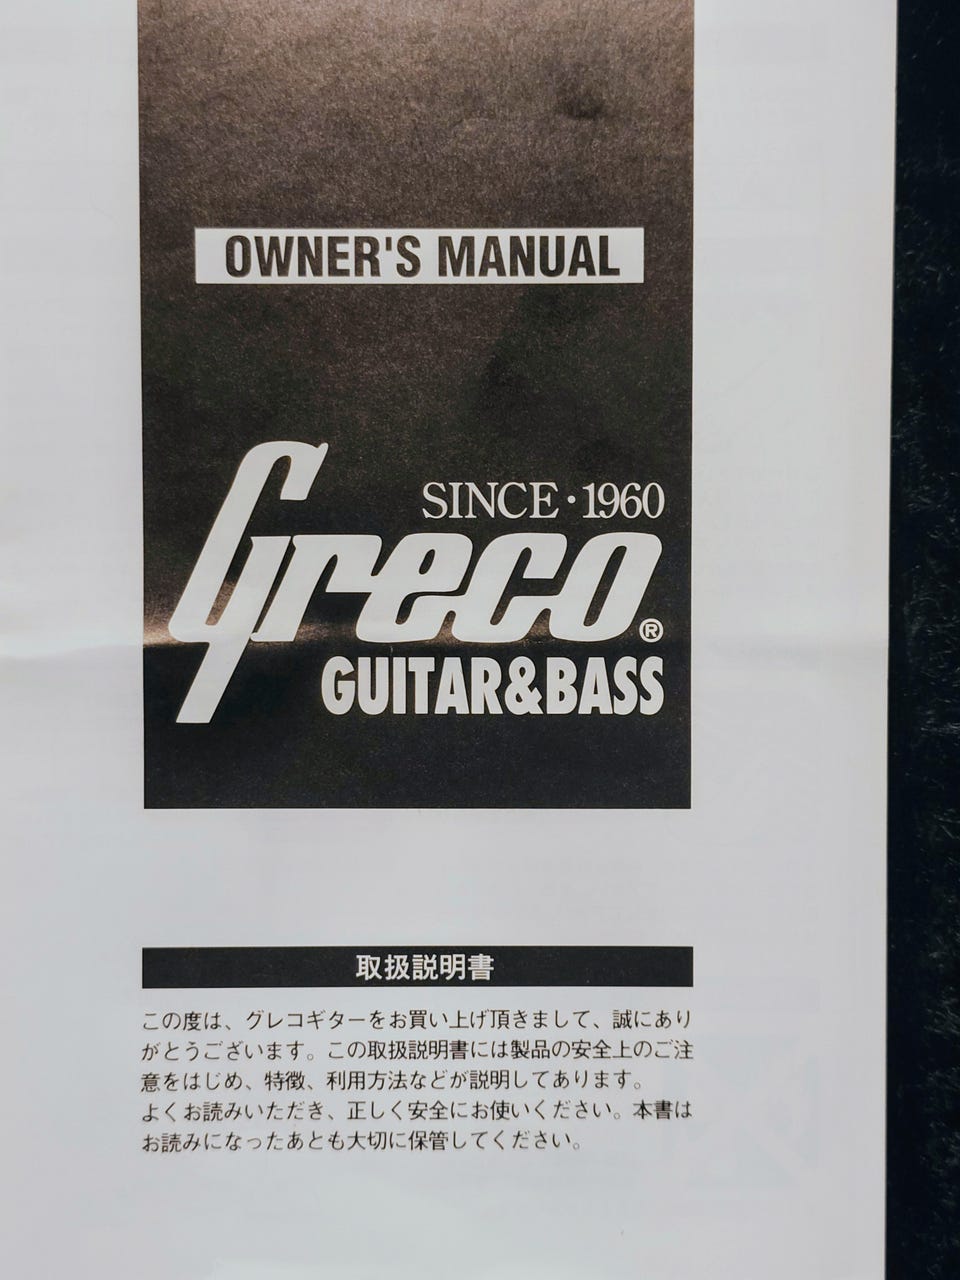 OWNER'S MANUAL
SINCE・1960
Greco®
GUITAR&BASS
取扱説明書
この度は、グレコギターをお買い上げ頂きまして、誠にあり
がとうございます。この取扱説明書には製品の安全上のご注
意をはじめ、特徴、利用方法などが説明してあります。
よくお読みいただき、正しく安全にお使いください。本書は
お読みになったあとも大切に保管してください。